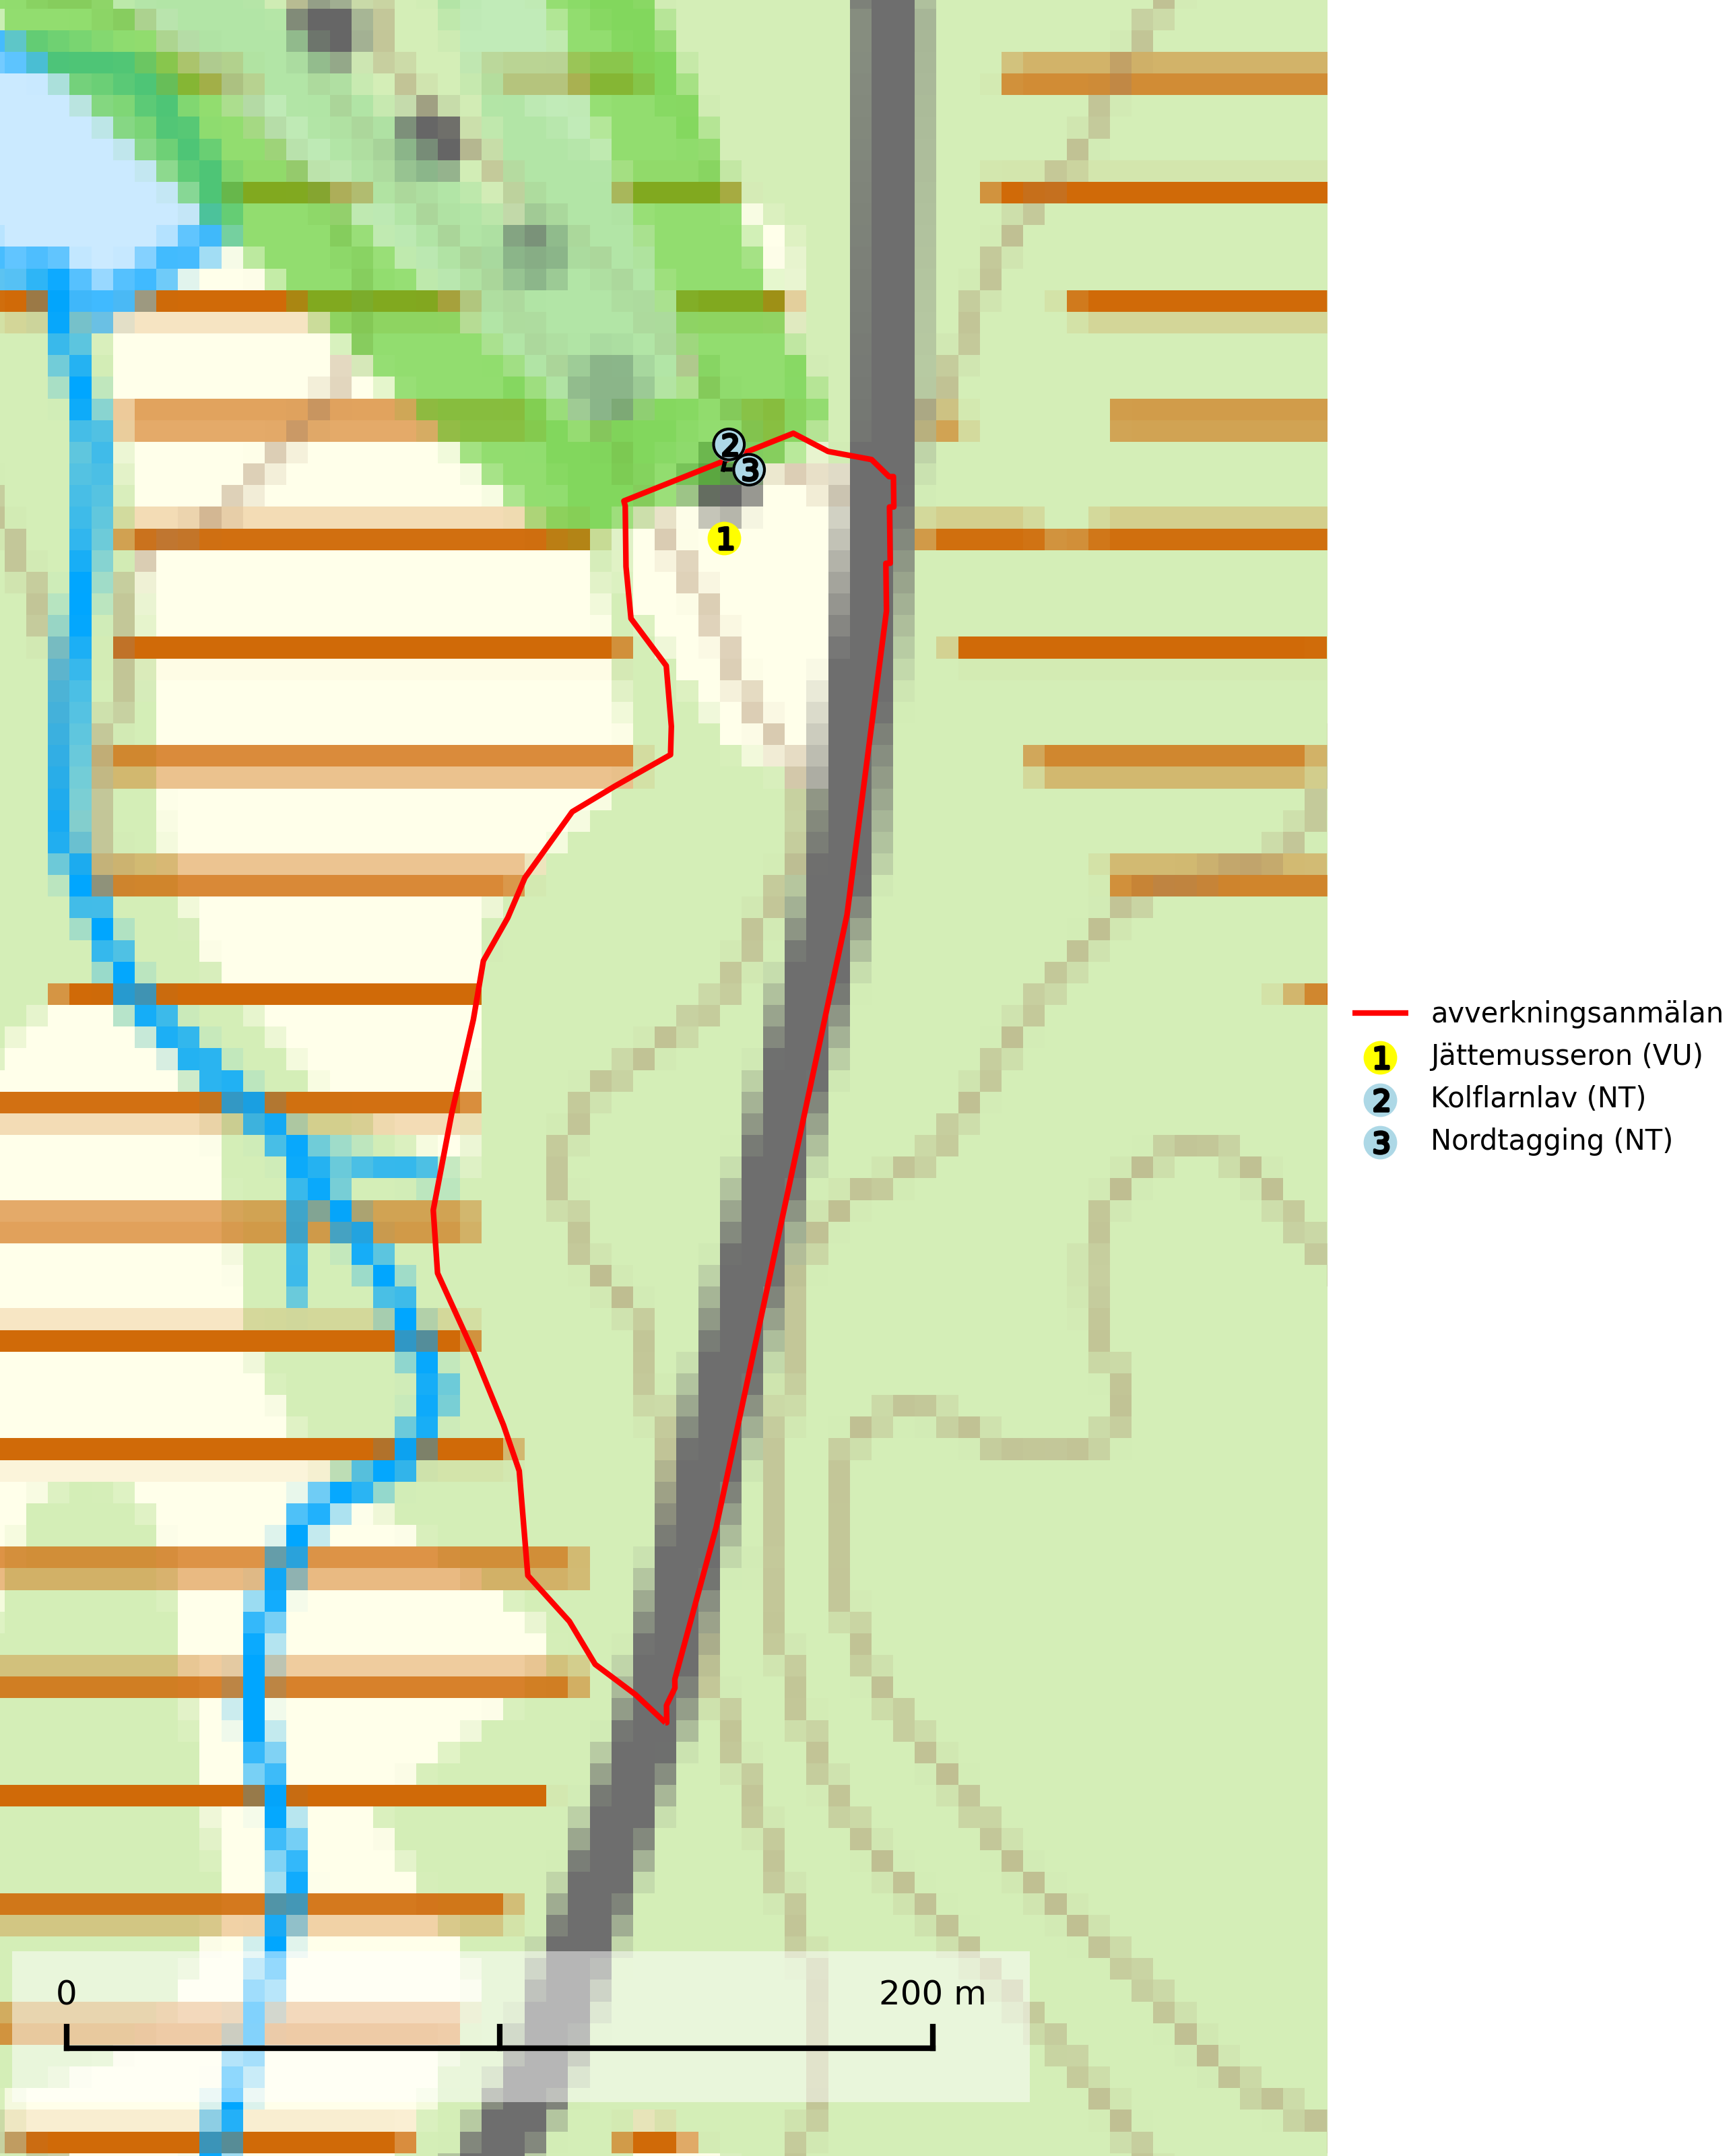 2
3
1
avverkningsanmälan
1 Jättemusseron (VU)
2 Kolflarnlav (NT)
3 Nordtagging (NT)
0 200 m